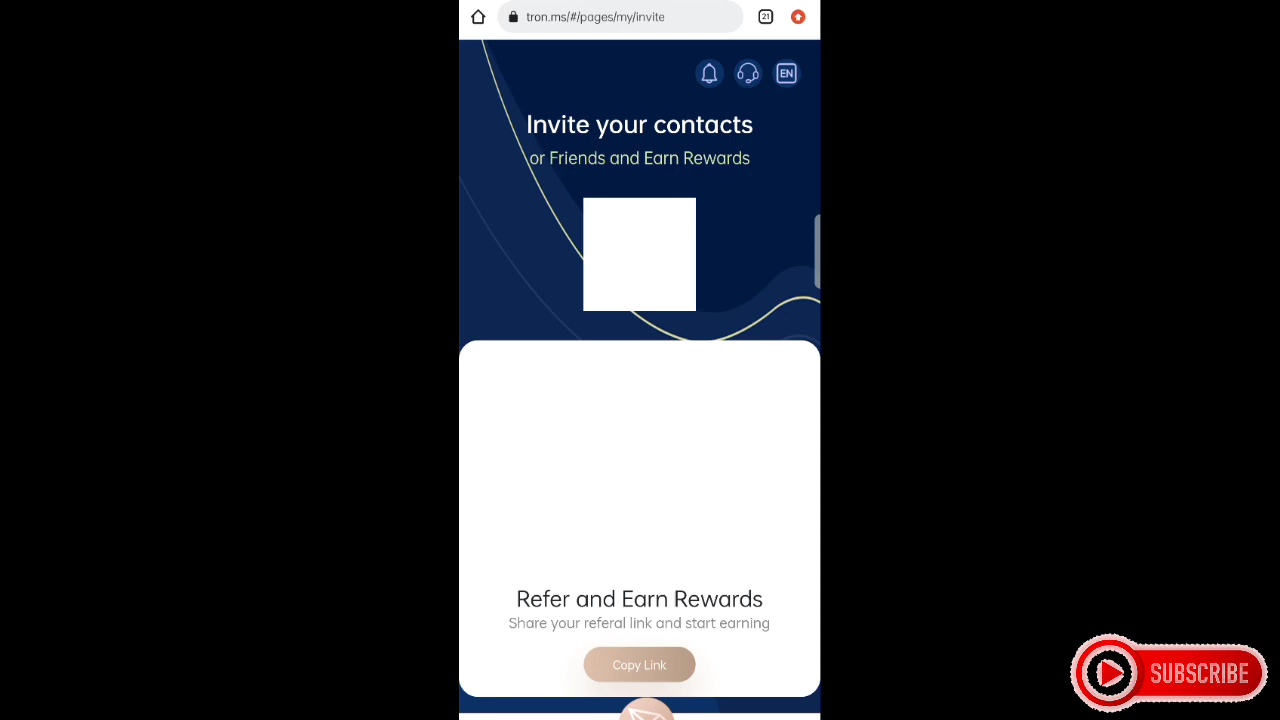 tron.ms/#/pages/my/invite
21
EN
Invite your contacts
or Friends and Earn Rewards
Refer and Earn Rewards
Share your referal link and start earning
Copy Link
SUBSCRIBE